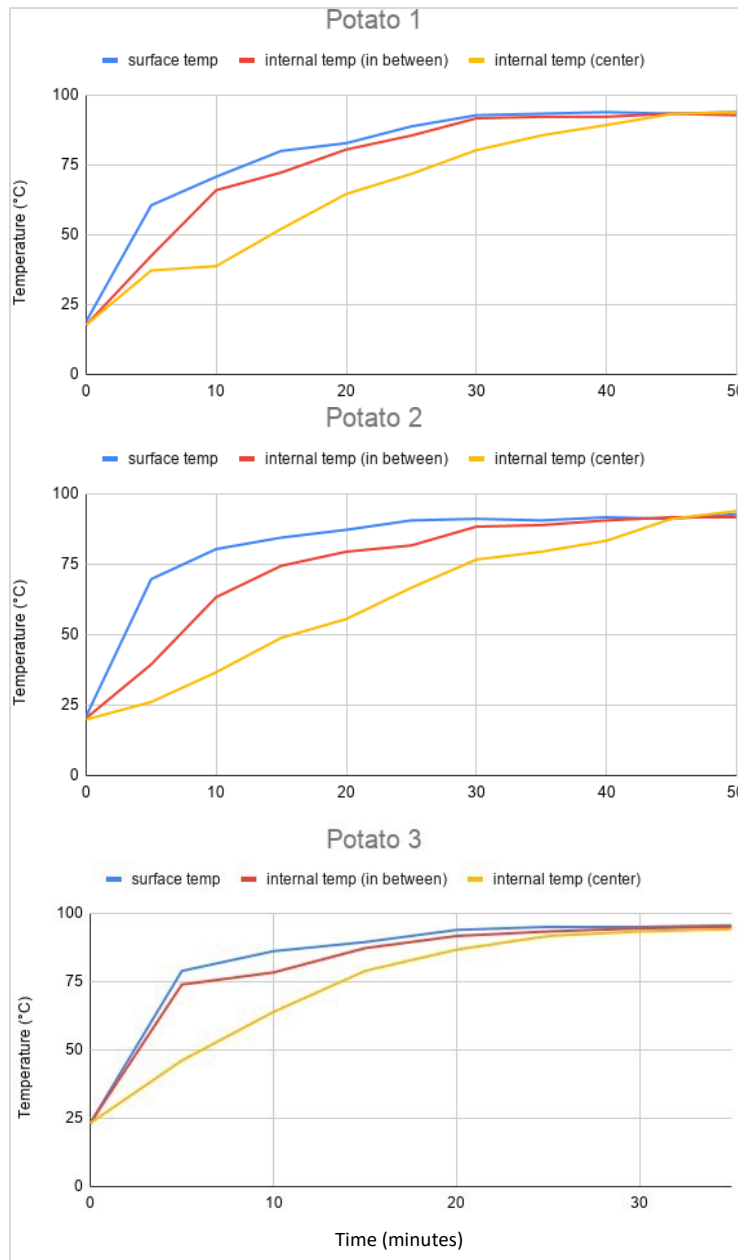 Potato 1
surface temp internal temp (in between) internal temp (center)
100
75
50
25
0
Temperature (°C)
0 10 20 30 40 50
Potato 2
surface temp internal temp (in between) internal temp (center)
100
75
50
25
0
Temperature (°C)
0 10 20 30 40 50
Potato 3
surface temp internal temp (in between) internal temp (center)
100
75
50
25
0
Temperature (°C)
0 10 20 30
Time (minutes)